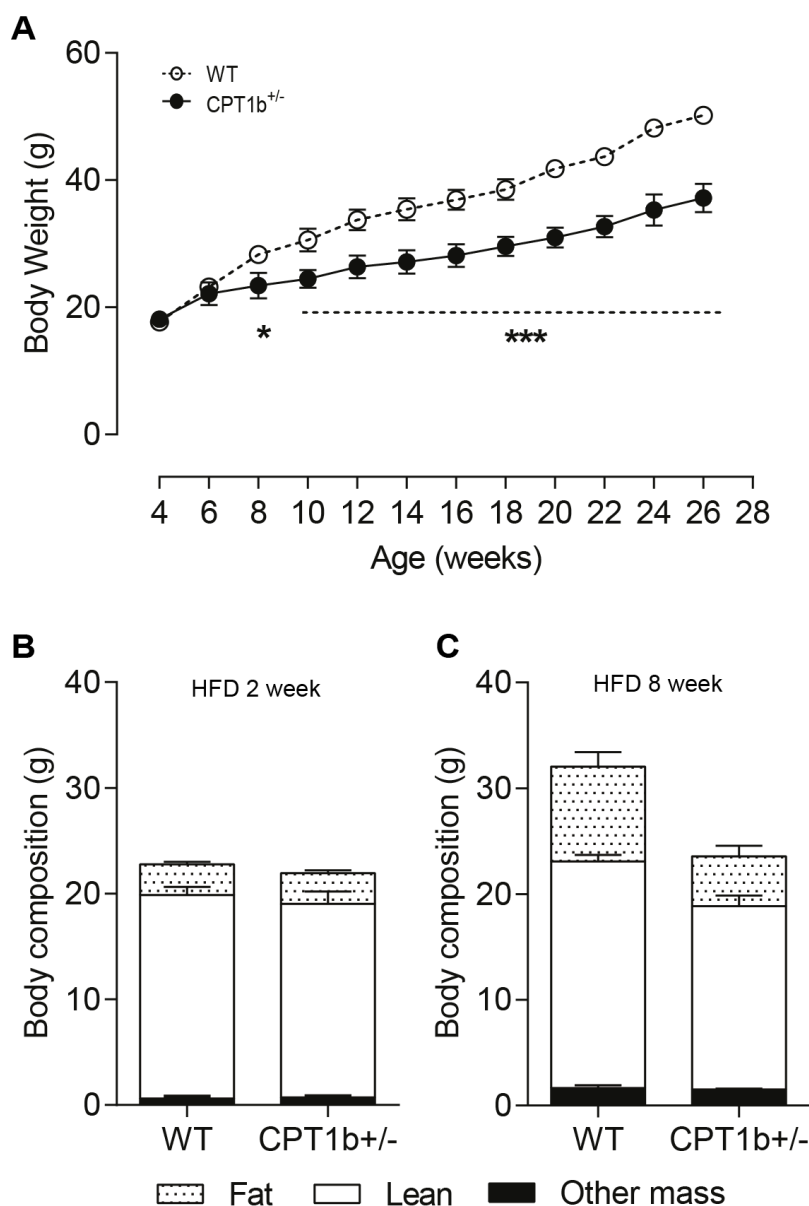 A
60
WT
CPT1b+/-
40
Body Weight (g)
20
*
***
0
4 6 8 10 12 14 16 18 20 22 24 26 28
Age (weeks)
B
C
40
HFD 2 week
40
HFD 8 week
30
30
Body composition (g)
Body composition (g)
20
20
10
10
0
0
WT CPT1b+/-
WT CPT1b+/-
Fat Lean Other mass